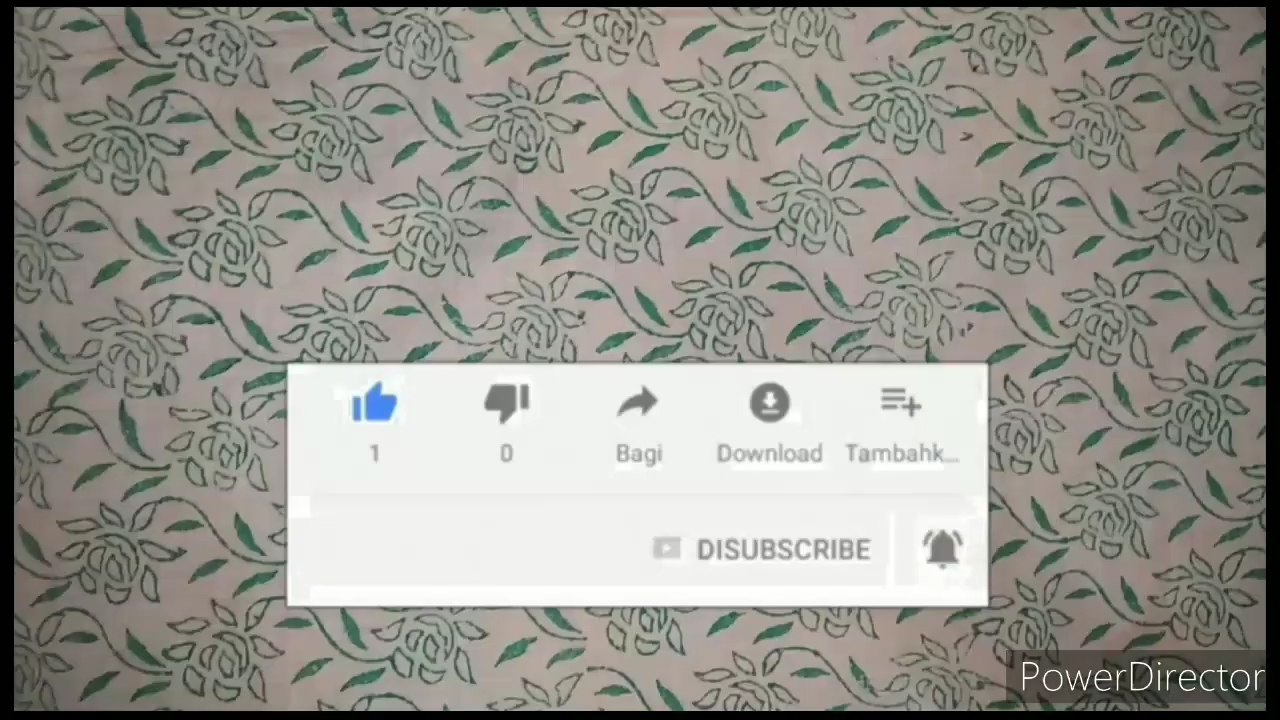 1
0
Bagi
Download
Tambahk...
DISUBSCRIBE
PowerDirector